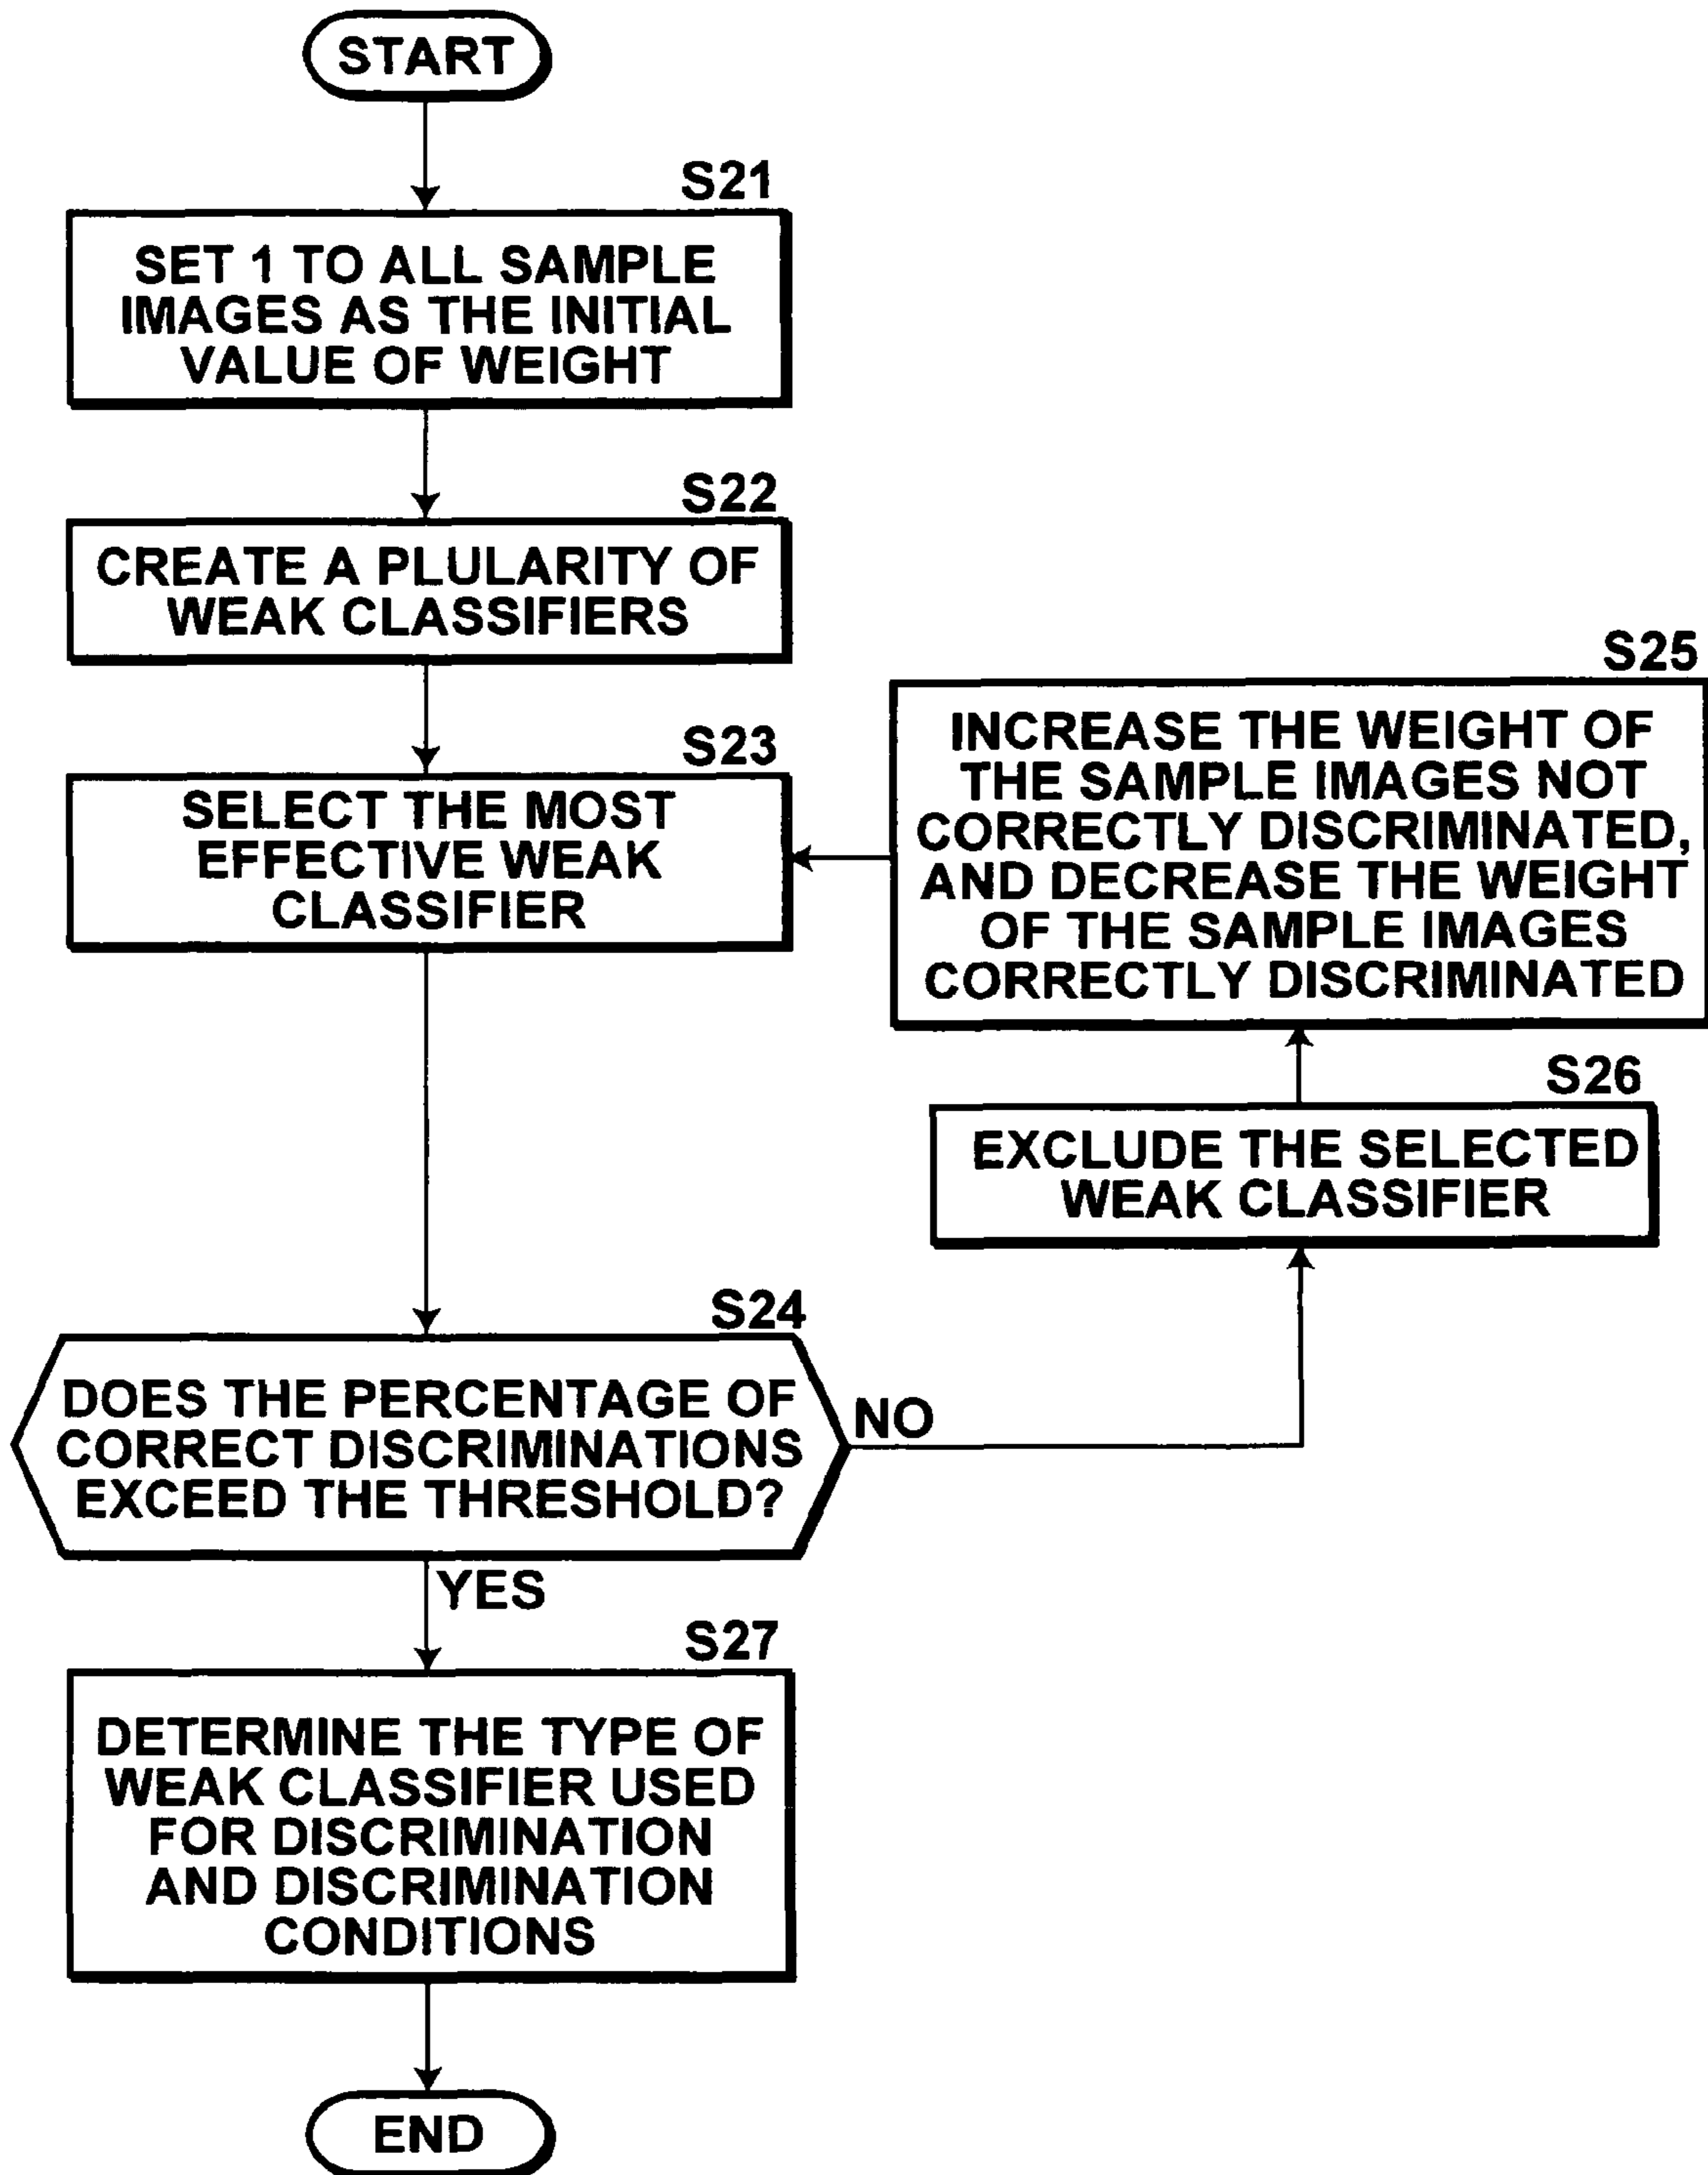 START
S21
SET 1 TO ALL SAMPLE
IMAGES AS THE INITIAL
VALUE OF WEIGHT
S22
CREATE A PLULARITY OF
WEAK CLASSIFIERS
S23
SELECT THE MOST
EFFECTIVE WEAK
CLASSIFIER
S25
INCREASE THE WEIGHT OF
THE SAMPLE IMAGES NOT
CORRECTLY DISCRIMINATED,
AND DECREASE THE WEIGHT
OF THE SAMPLE IMAGES
CORRECTLY DISCRIMINATED
S26
EXCLUDE THE SELECTED
WEAK CLASSIFIER
S24
DOES THE PERCENTAGE OF
CORRECT DISCRIMINATIONS
EXCEED THE THRESHOLD?
NO
YES
S27
DETERMINE THE TYPE OF
WEAK CLASSIFIER USED
FOR DISCRIMINATION
AND DISCRIMINATION
CONDITIONS
END